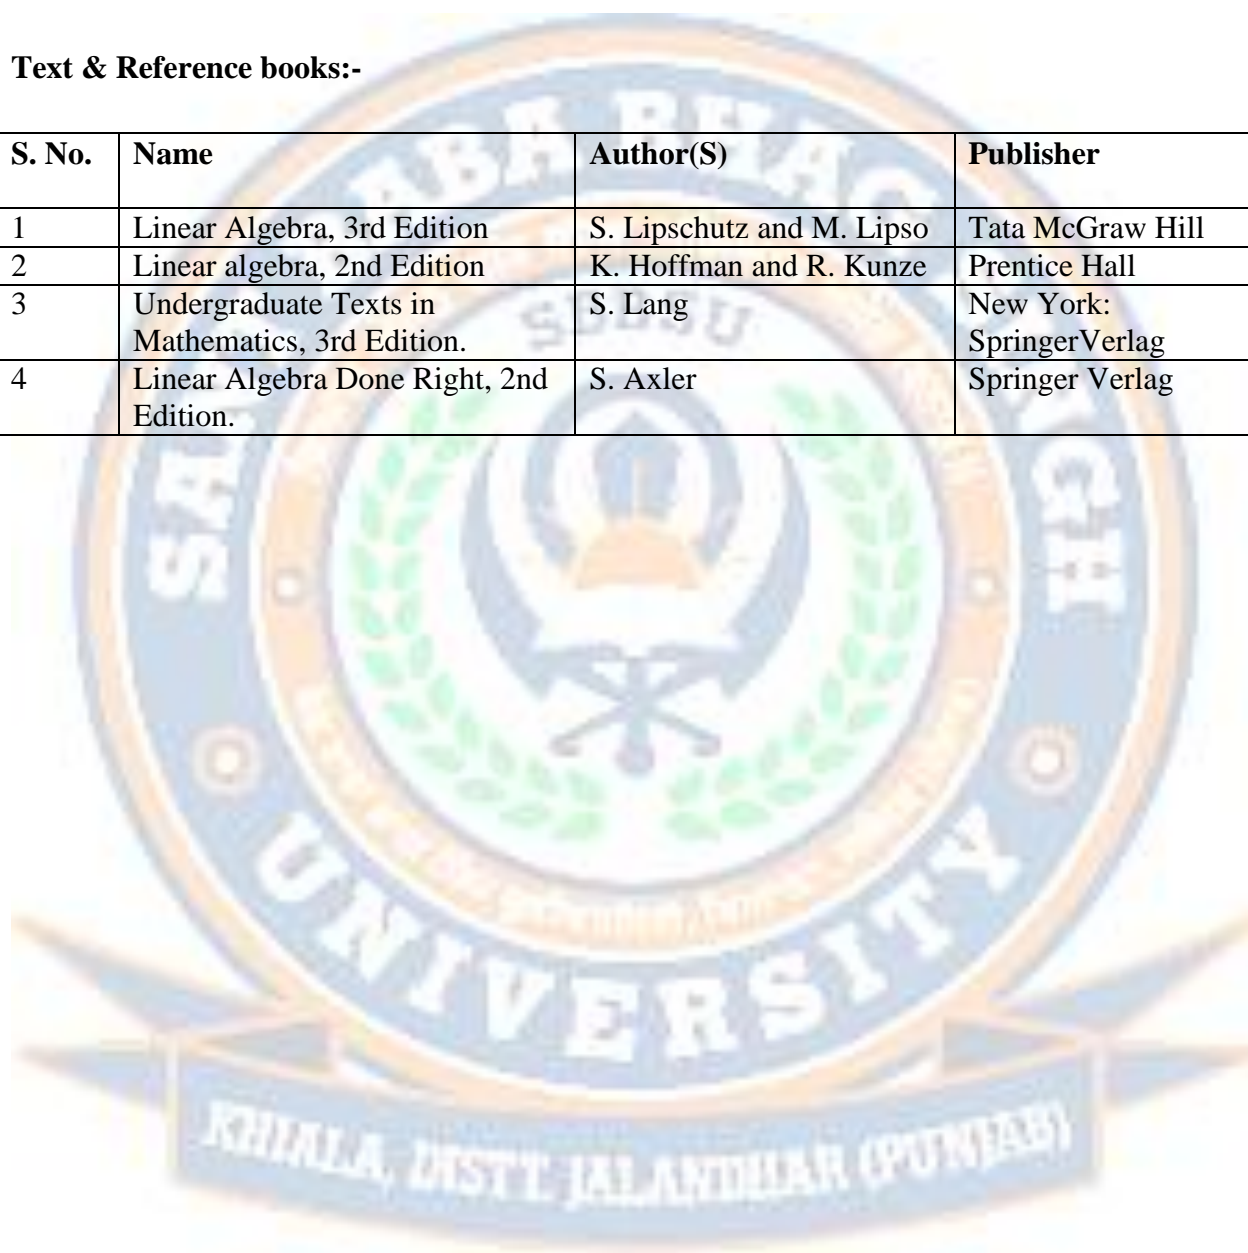 Text & Reference books:-
S. No. Name Author(S) Publisher
1 Linear Algebra, 3rd Edition S. Lipschutz and M. Lipso Tata McGraw Hill
2 Linear algebra, 2nd Edition K. Hoffman and R. Kunze Prentice Hall
3 Undergraduate Texts in Mathematics, 3rd Edition. S. Lang New York: SpringerVerlag
4 Linear Algebra Done Right, 2nd Edition. S. Axler Springer Verlag
SBBSU
UNIVERSITY
KHIALA, DISTT. JALANDHAR (PUNJAB)